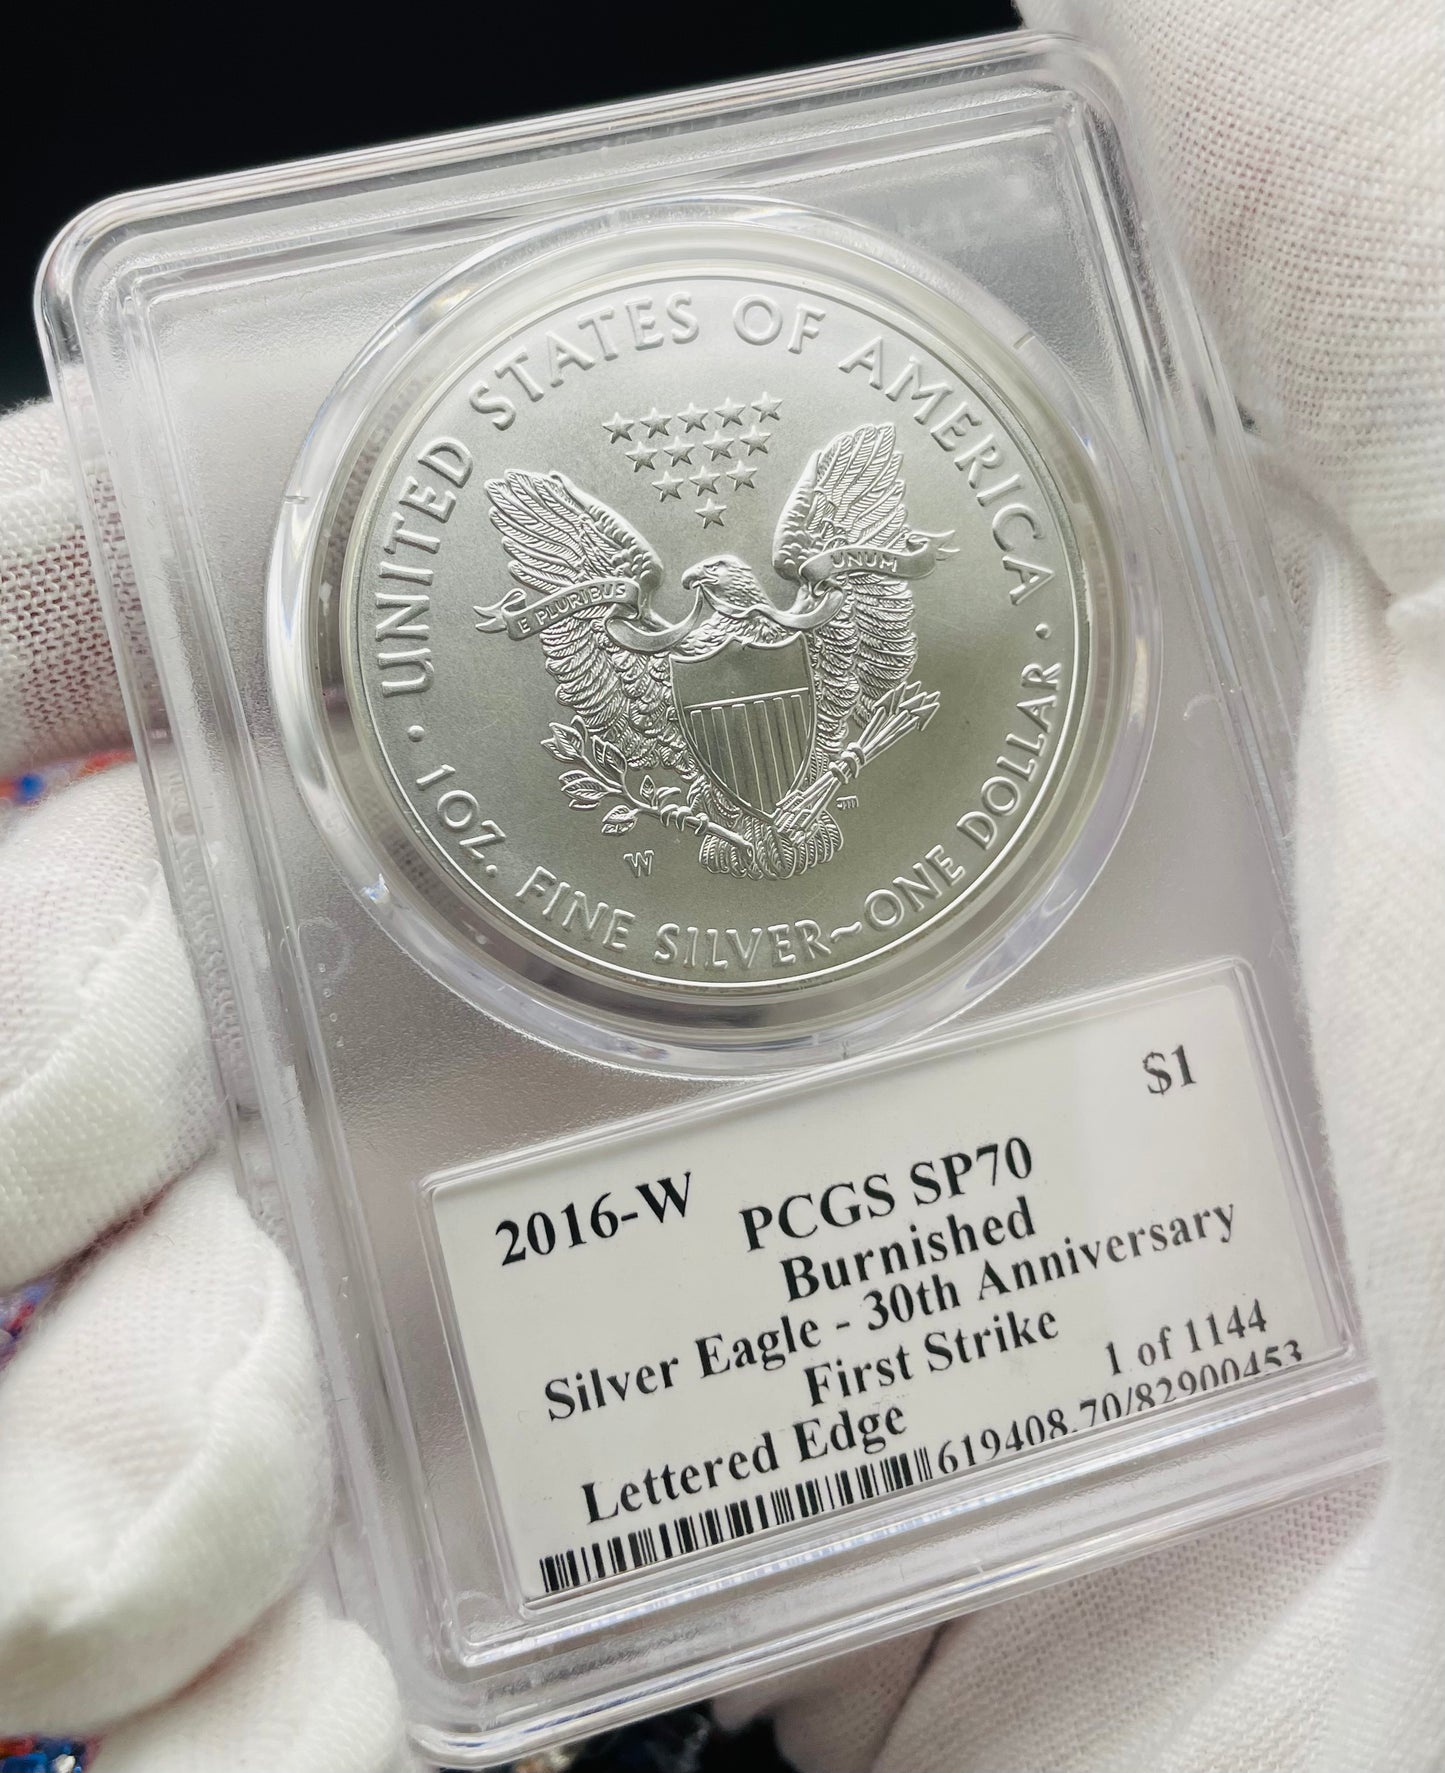 UNITED STATES OF AMERICA
E PLURIBUS
UNUM
W
JM
1 OZ. FINE SILVER~ONE DOLLAR
$1
2016-W
PCGS SP70
Burnished
Silver Eagle - 30th Anniversary
First Strike
1 of 1144
Lettered Edge
619408.70/82900453